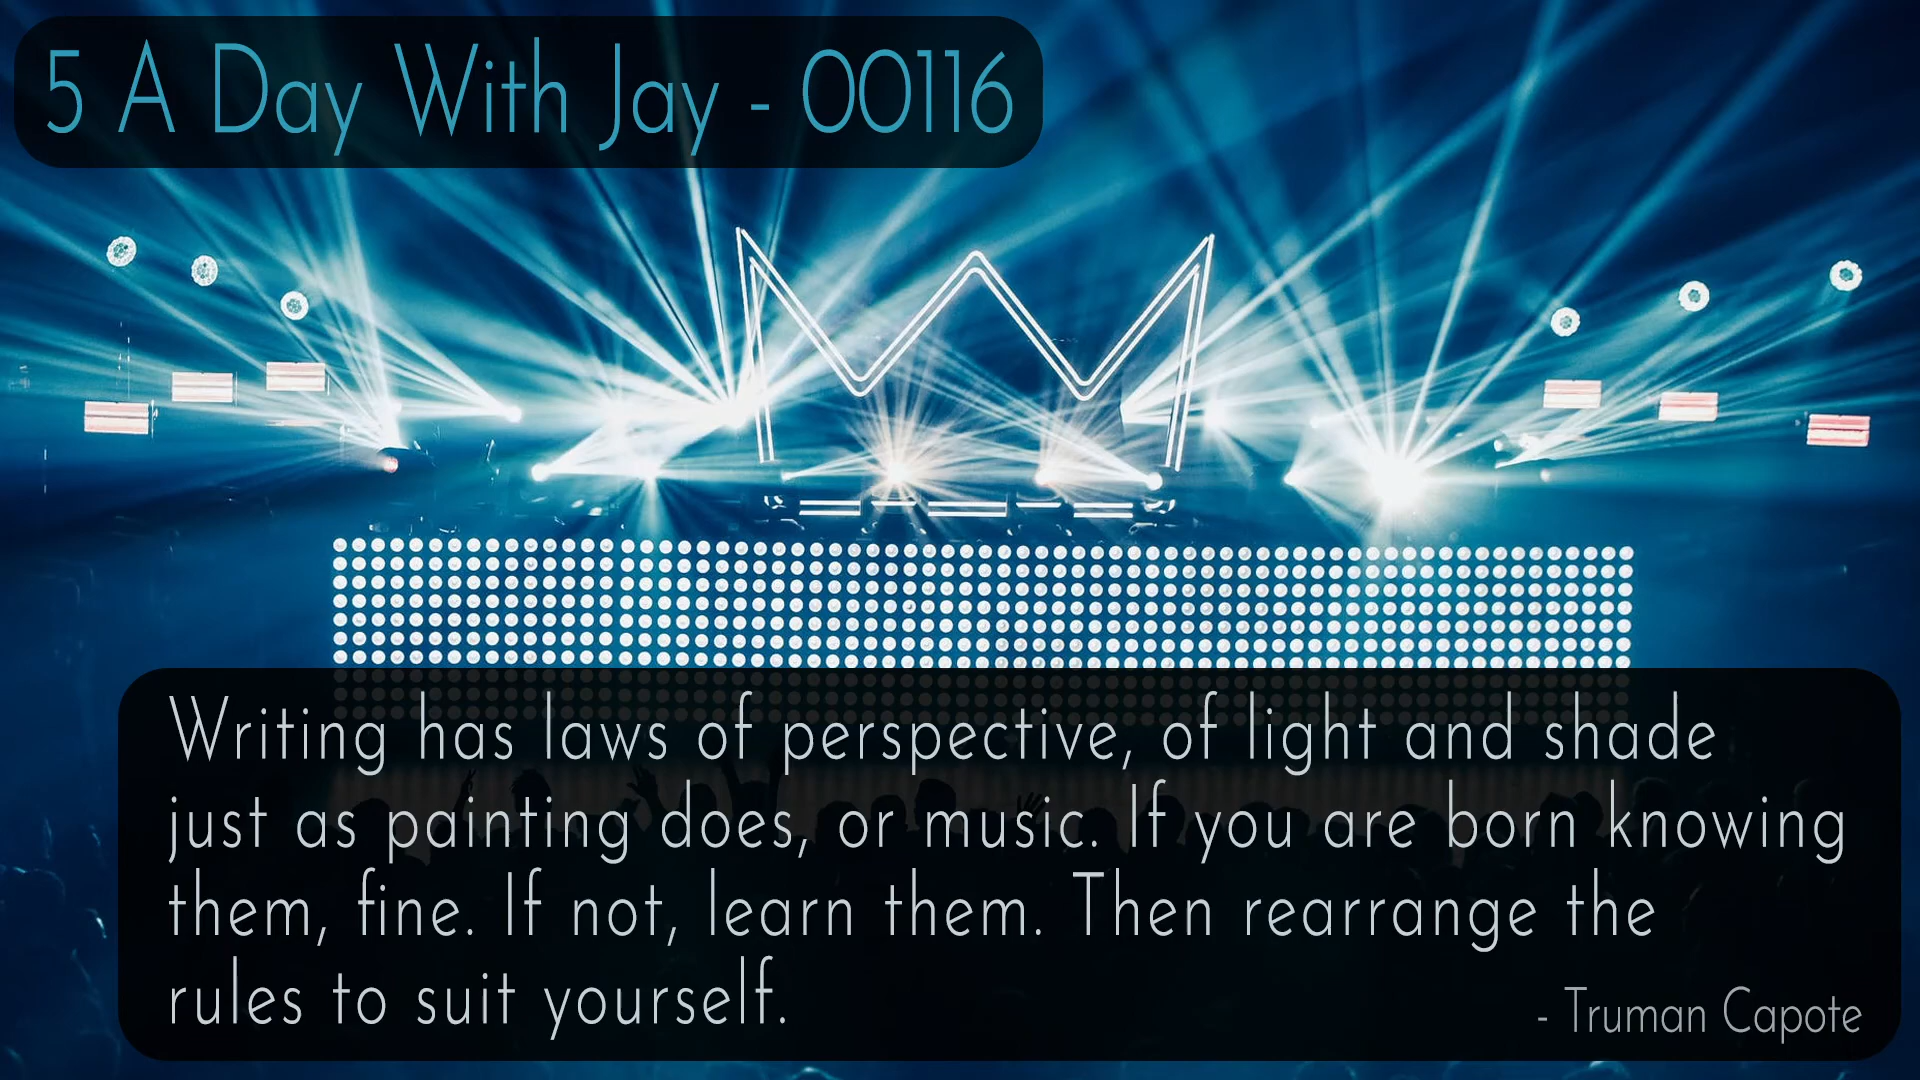 5 A Day With Jay - 00116
Writing has laws of perspective, of light and shade
just as painting does, or music. If you are born knowing
them, fine. If not, learn them. Then rearrange the
rules to suit yourself.
- Truman Capote